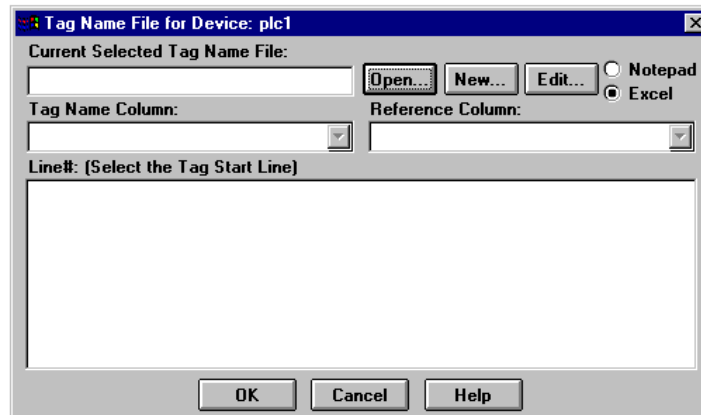 Tag Name File for Device: plc1
Current Selected Tag Name File:
Open... New... Edit... Notepad
Excel
Tag Name Column: Reference Column:
Line#: (Select the Tag Start Line)
OK Cancel Help